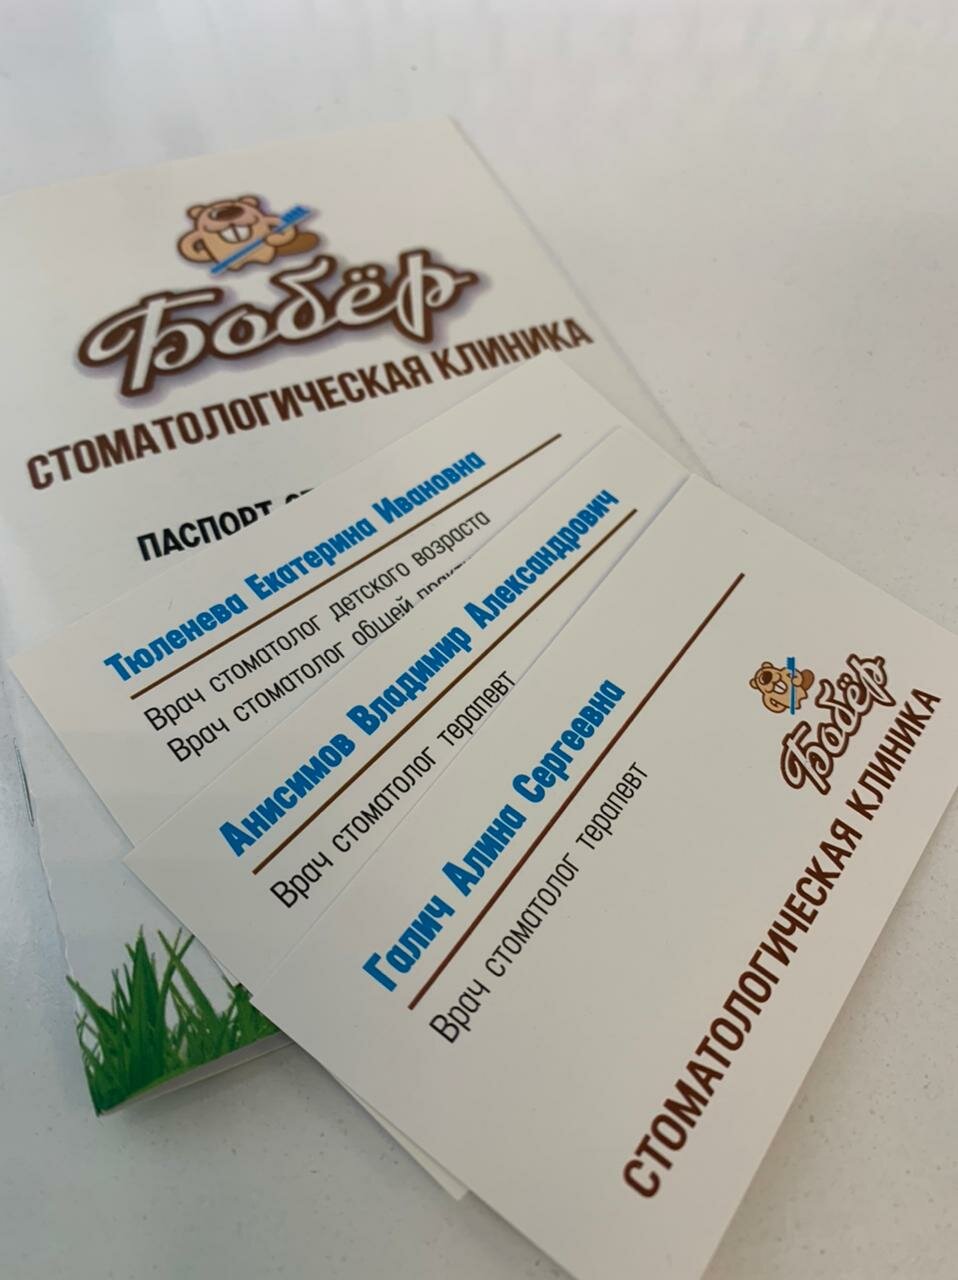 Бобёр
СТОМАТОЛОГИЧЕСКАЯ КЛИНИКА
ПАСПОРТ
Тюленева Екатерина Ивановна
Врач стоматолог детского возраста
Врач стоматолог общей
Анисимов Владимир Александрович
Врач стоматолог терапевт
Галич Алина Сергеевна
Врач стоматолог терапевт
Бобёр
СТОМАТОЛОГИЧЕСКАЯ КЛИНИКА